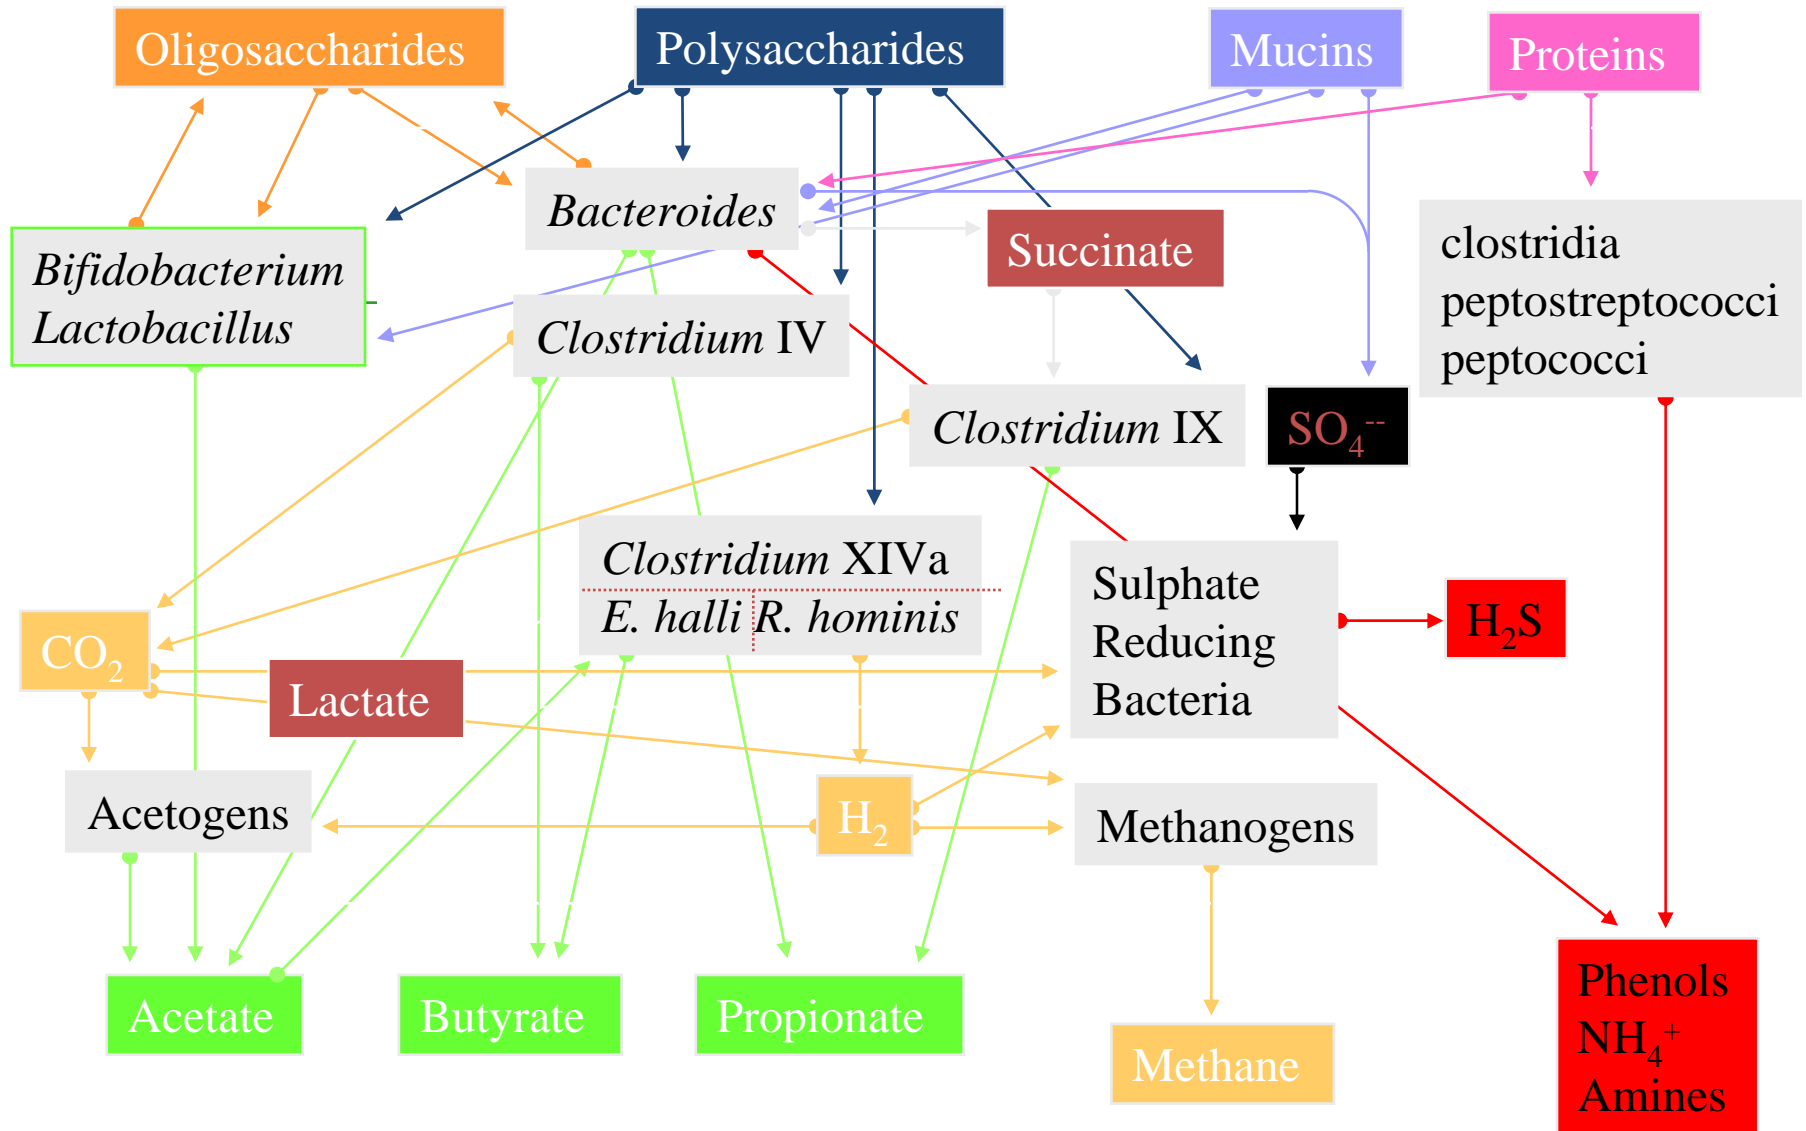 Oligosaccharides
Polysaccharides
Mucins
Proteins
Bacteroides
Succinate
clostridia
peptostreptococci
peptococci
Bifidobacterium
Lactobacillus
Clostridium IV
Clostridium IX
SO₄⁻⁻
Clostridium XIVa
E. halli R. hominis
Sulphate
Reducing
Bacteria
H₂S
CO₂
Lactate
Acetogens
H₂
Methanogens
Acetate
Butyrate
Propionate
Methane
Phenols
NH₄⁺
Amines